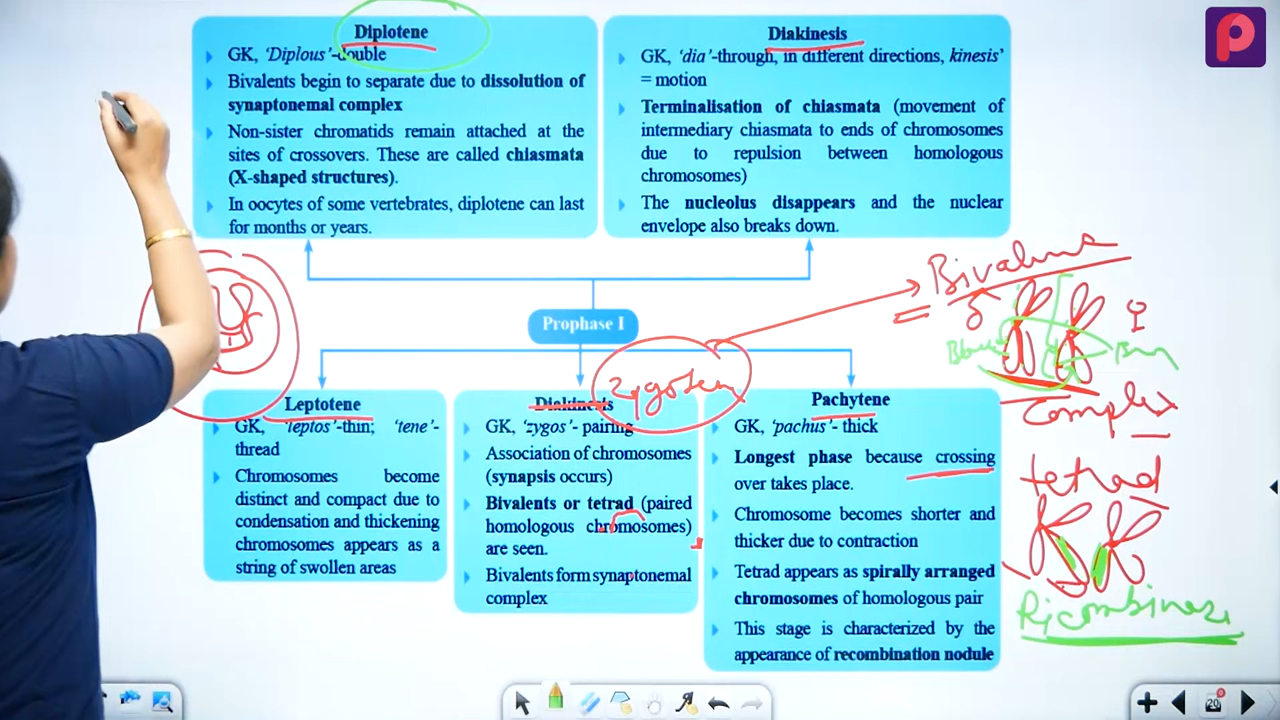 Diplotene
GK, ‘Diplous’-double
Bivalents begin to separate due to dissolution of
synaptonemal complex
Non-sister chromatids remain attached at the
sites of crossovers. These are called chiasmata
(X-shaped structures).
In oocytes of some vertebrates, diplotene can last
for months or years.
Diakinesis
GK, ‘dia’-through, in different directions, kinesis’
= motion
Terminalisation of chiasmata (movement of
intermediary chiasmata to ends of chromosomes
due to repulsion between homologous
chromosomes)
The nucleolus disappears and the nuclear
envelope also breaks down.
Prophase I
Zygoten
Complex
tetrad
Leptotene
GK, ‘leptos’-thin; ‘tene’-
thread
Chromosomes become
distinct and compact due to
condensation and thickening
chromosomes appears as a
string of swollen areas
Diakinesis
GK, ‘zygos’- pairing
Association of chromosomes
(synapsis occurs)
Bivalents or tetrad (paired
homologous chromosomes)
are seen.
Bivalents form synaptonemal
complex
Pachytene
GK, ‘pachus’- thick
Longest phase because crossing
over takes place.
Chromosome becomes shorter and
thicker due to contraction
Tetrad appears as spirally arranged
chromosomes of homologous pair
This stage is characterized by the
appearance of recombination nodule
20